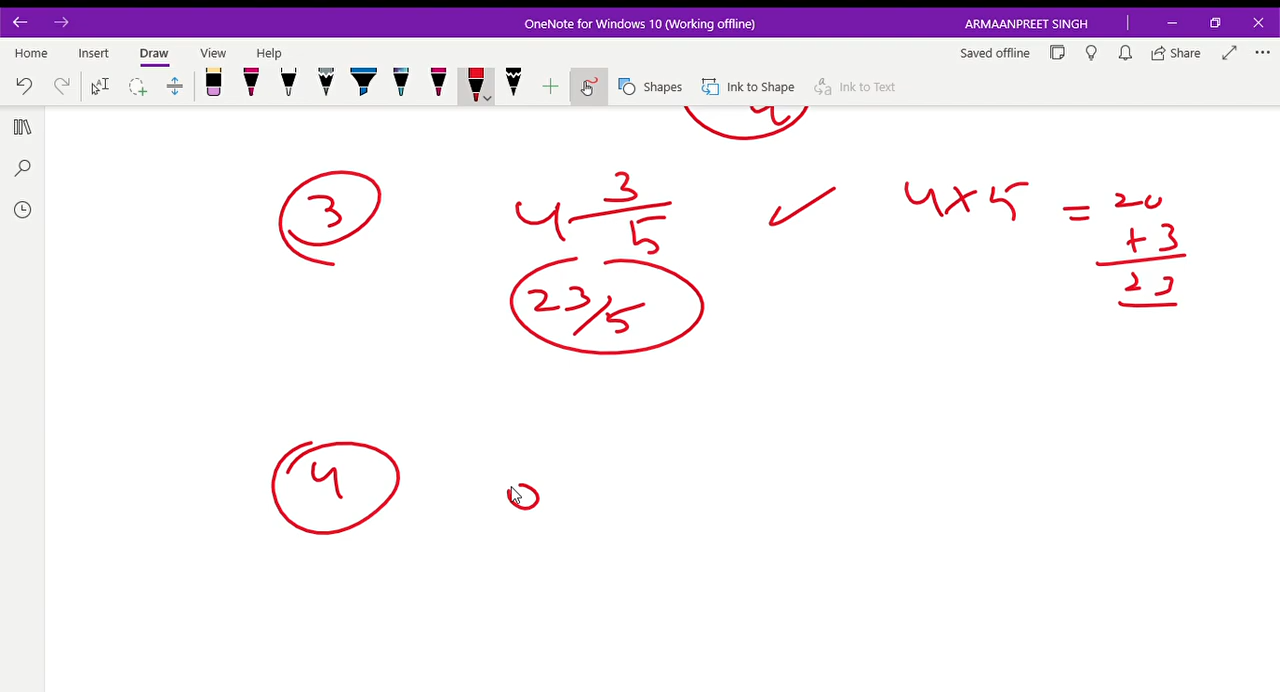 OneNote for Windows 10 (Working offline)
ARMAANPREET SINGH
Home Insert Draw View Help
Saved offline
Share
Shapes
Ink to Shape
Ink to Text
3
4 3/5
4 × 5 = 20
+ 3
23
23/5
4
0